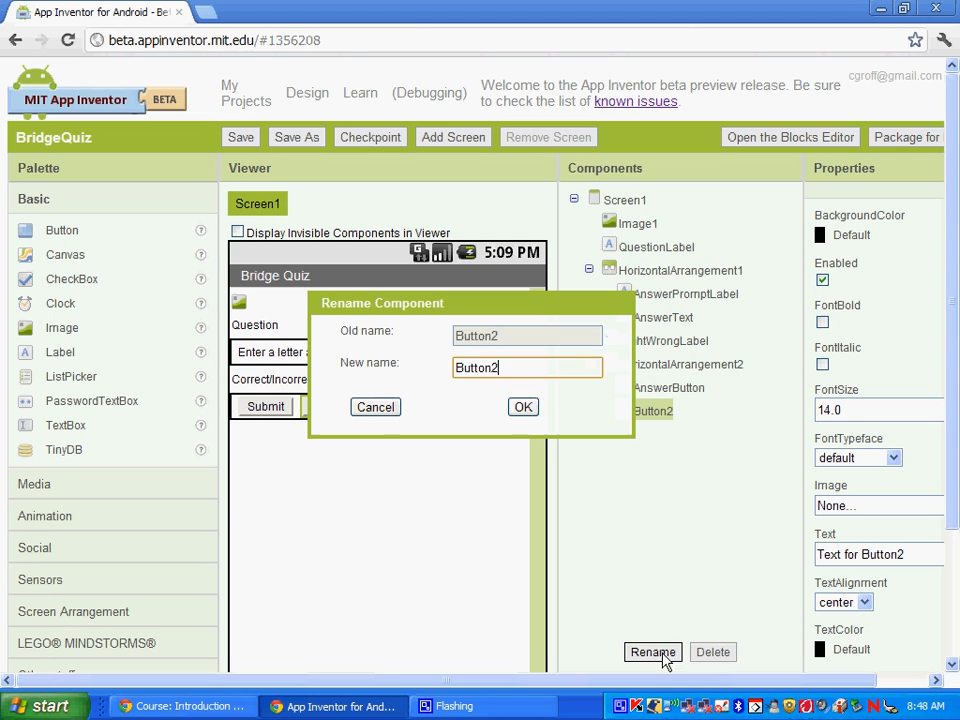 App Inventor for Android - Be
beta.appinventor.mit.edu/#1356208
cgroff@gmail.com
MIT App Inventor BETA
My Projects
Design
Learn
(Debugging)
Welcome to the App Inventor beta preview release. Be sure
to check the list of known issues.
BridgeQuiz
Save
Save As
Checkpoint
Add Screen
Remove Screen
Open the Blocks Editor
Package for
Palette
Viewer
Components
Properties
Basic
Button ?
Canvas ?
CheckBox ?
Clock ?
Image ?
Label ?
ListPicker ?
PasswordTextBox ?
TextBox ?
TinyDB ?
Media
Animation
Social
Sensors
Screen Arrangement
LEGO® MINDSTORMS®
Screen1
Display Invisible Components in Viewer
5:09 PM
Bridge Quiz
Question
Enter a letter
Correct/Incorre
Submit
Rename Component
Old name:
Button2
New name:
Button2
Cancel
OK
Screen1
Image1
QuestionLabel
HorizontalArrangement1
AnswerPromptLabel
AnswerText
ghtWrongLabel
rizontalArrangement2
AnswerButton
Button2
Rename
Delete
BackgroundColor
Default
Enabled
FontBold
FontItalic
FontSize
14.0
FontTypeface
default
Image
None...
Text
Text for Button2
TextAlignment
center
TextColor
Default
start
Course: Introduction ...
App Inventor for And...
Flashing
8:48 AM